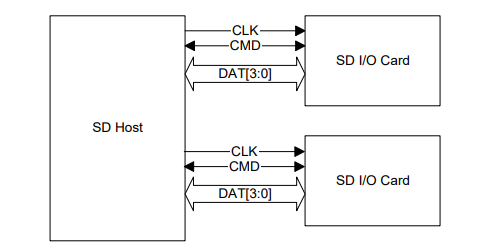 SD Host
CLK
CMD
DAT[3:0]
SD I/O Card
CLK
CMD
DAT[3:0]
SD I/O Card